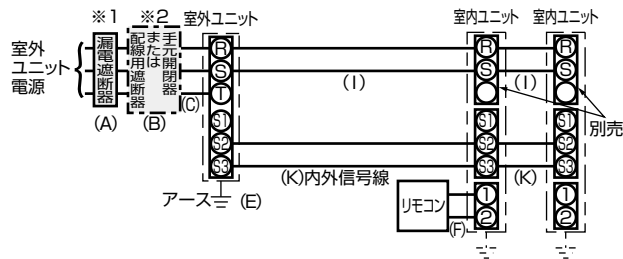 ※1
※2
室外ユニット
室内ユニット
室内ユニット
室外
ユニット
電源
漏電遮断器
手元開閉器
または
配線用遮断器
R
S
T
S1
S2
S3
(A)
(B)
(C)
(I)
(I)
R
S
S1
S2
S3
R
S
S1
S2
S3
別売
(K)内外信号線
(K)
アース
(E)
リモコン
(F)
1
2
1
2